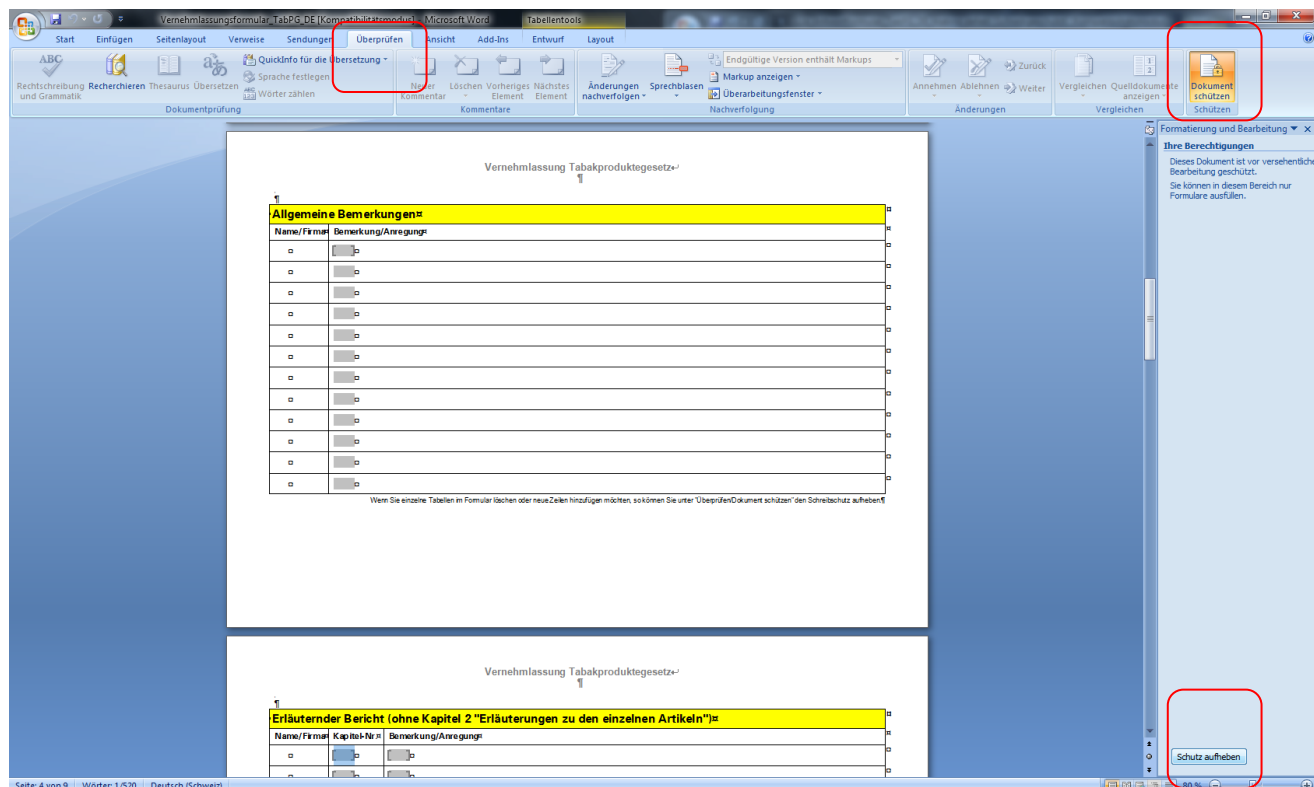 Vernehmlassungsformular_TabPG_DE [Kompatibilitätsmodus] - Microsoft Word
Tabellentools
Start Einfügen Seitenlayout Verweise Sendungen Überprüfen Ansicht Add-Ins Entwurf Layout
ABC
Rechtschreibung und Grammatik
Recherchieren
Thesaurus
Übersetzen
QuickInfo für die Übersetzung
Sprache festlegen
Wörter zählen
Dokumentprüfung
Neuer Kommentar
Löschen
Vorheriges Element
Nächstes Element
Kommentare
Änderungen nachverfolgen
Sprechblasen
Endgültige Version enthält Markups
Markup anzeigen
Überarbeitungsfenster
Nachverfolgung
Annehmen
Ablehnen
Zurück
Weiter
Änderungen
Vergleichen
Quelldokumente anzeigen
Vergleichen
Dokument schützen
Schützen
Formatierung und Bearbeitung
Ihre Berechtigungen
Dieses Dokument ist vor versehentliche
Bearbeitung geschützt.
Sie können in diesem Bereich nur
Formulare ausfüllen.
Vernehmlassung Tabakproduktegesetz↵
¶
¶
Allgemeine Bemerkungen¤
Name/Firma¤ Bemerkung/Anregung¤
Wenn Sie einzelne Tabellen im Formular löschen oder neue Zeilen hinzufügen möchten, so können Sie unter "Überprüfen/Dokument schützen" den Schreibschutz aufheben¶
Vernehmlassung Tabakproduktegesetz↵
¶
¶
Erläuternder Bericht (ohne Kapitel 2 "Erläuterungen zu den einzelnen Artikeln")¤
Name/Firma¤ Kapitel-Nr.¤ Bemerkung/Anregung¤
Schutz aufheben
Seite: 4 von 9 Wörter: 1/520 Deutsch (Schweiz) 80 %